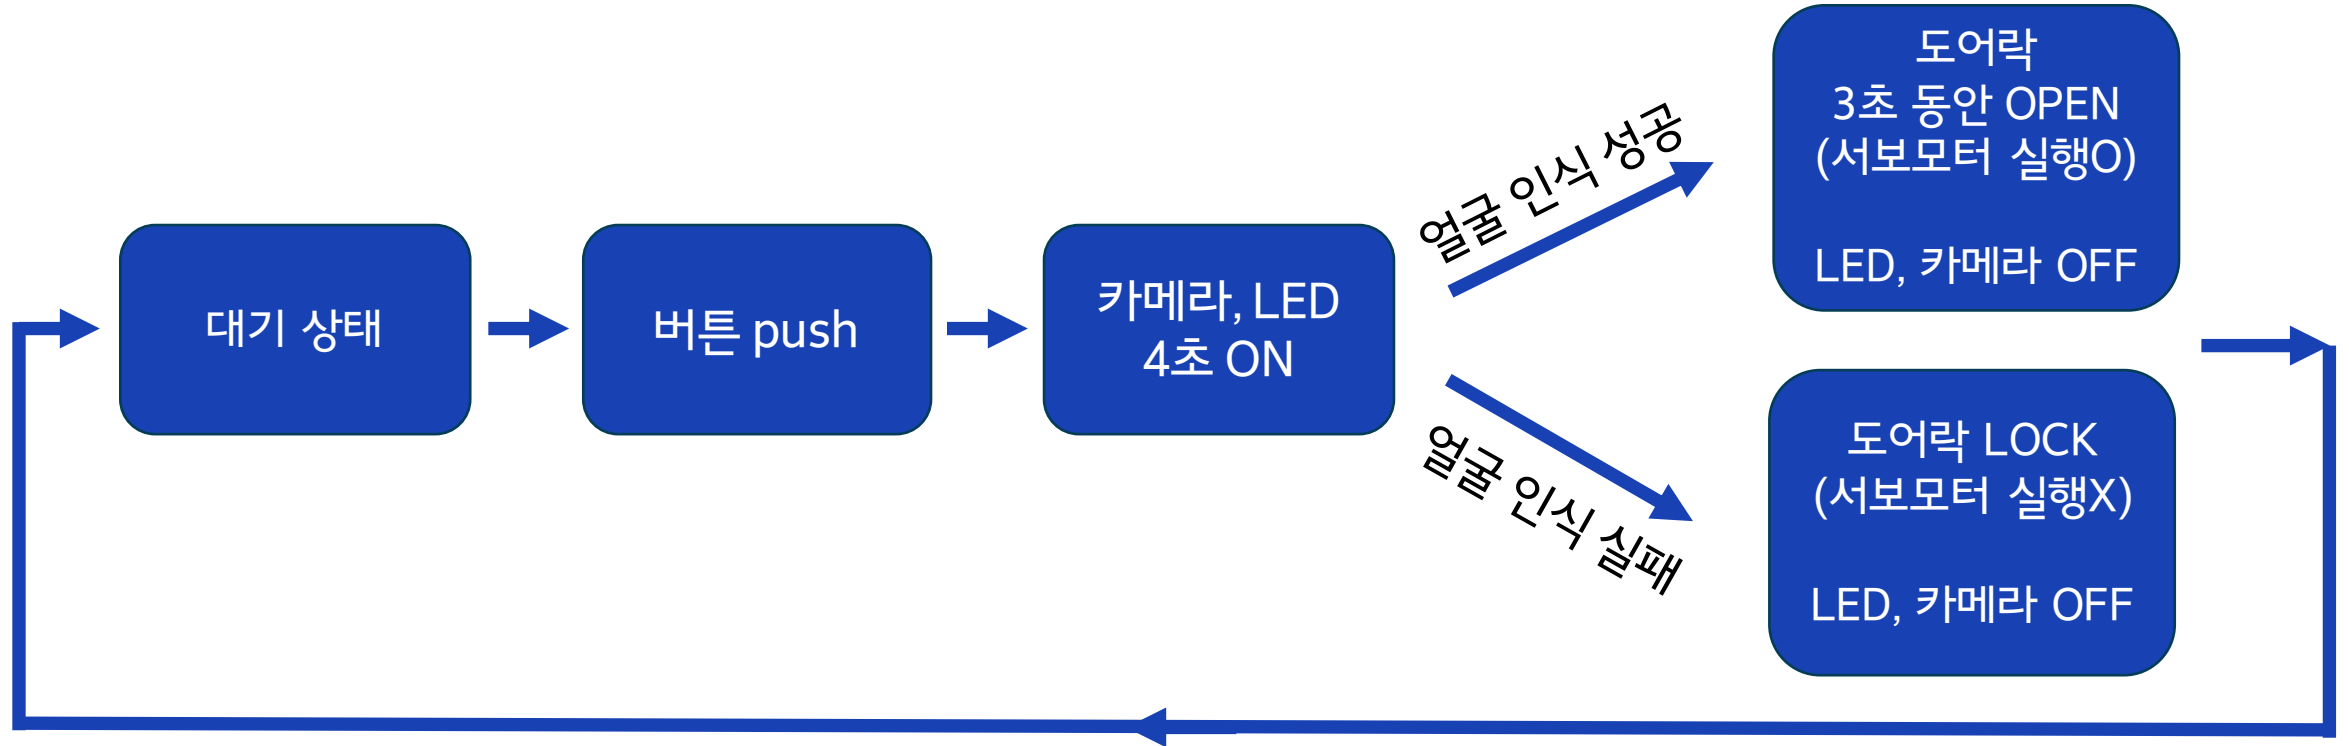 대기 상태
버튼 push
카메라, LED
4초 ON
얼굴 인식 성공
도어락
3초 동안 OPEN
(서보모터 실행O)
LED, 카메라 OFF
얼굴 인식 실패
도어락 LOCK
(서보모터 실행X)
LED, 카메라 OFF